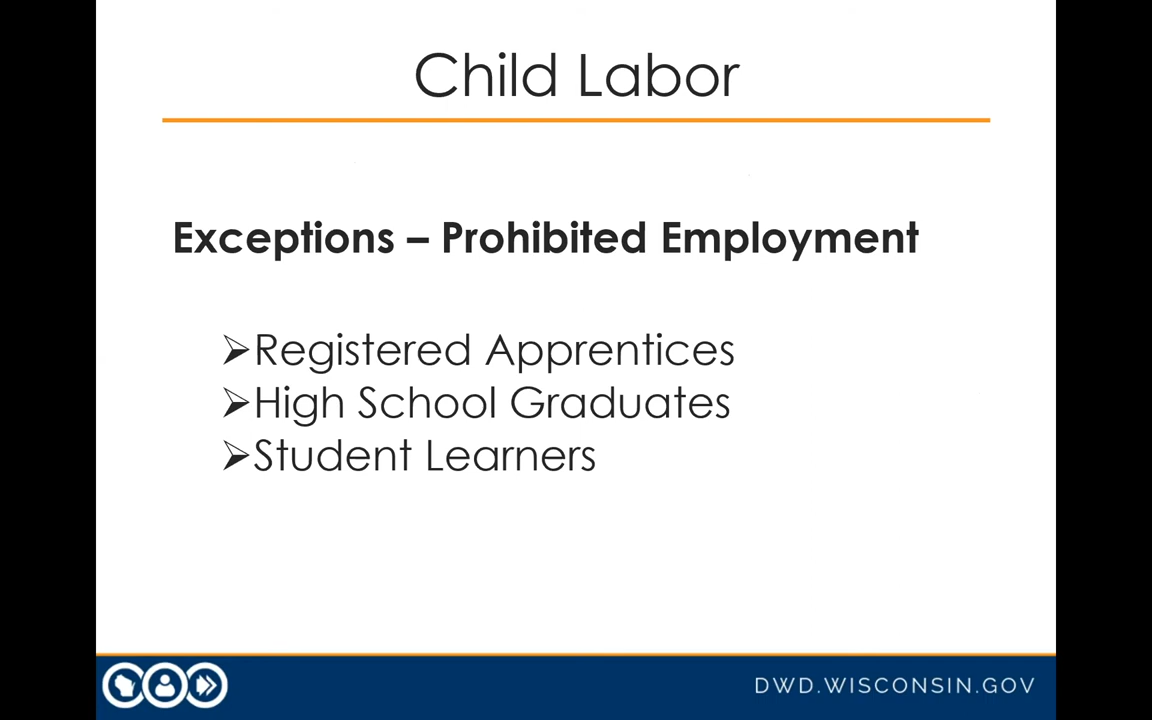 Child Labor
Exceptions – Prohibited Employment
➢Registered Apprentices
➢High School Graduates
➢Student Learners
DWD.WISCONSIN.GOV